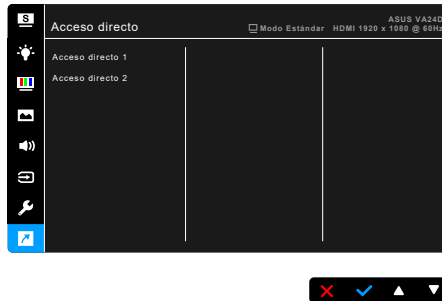 S
Acceso directo
ASUS VA24D
Modo Estándar HDMI 1920 x 1080 @ 60Hz
Acceso directo 1
Acceso directo 2